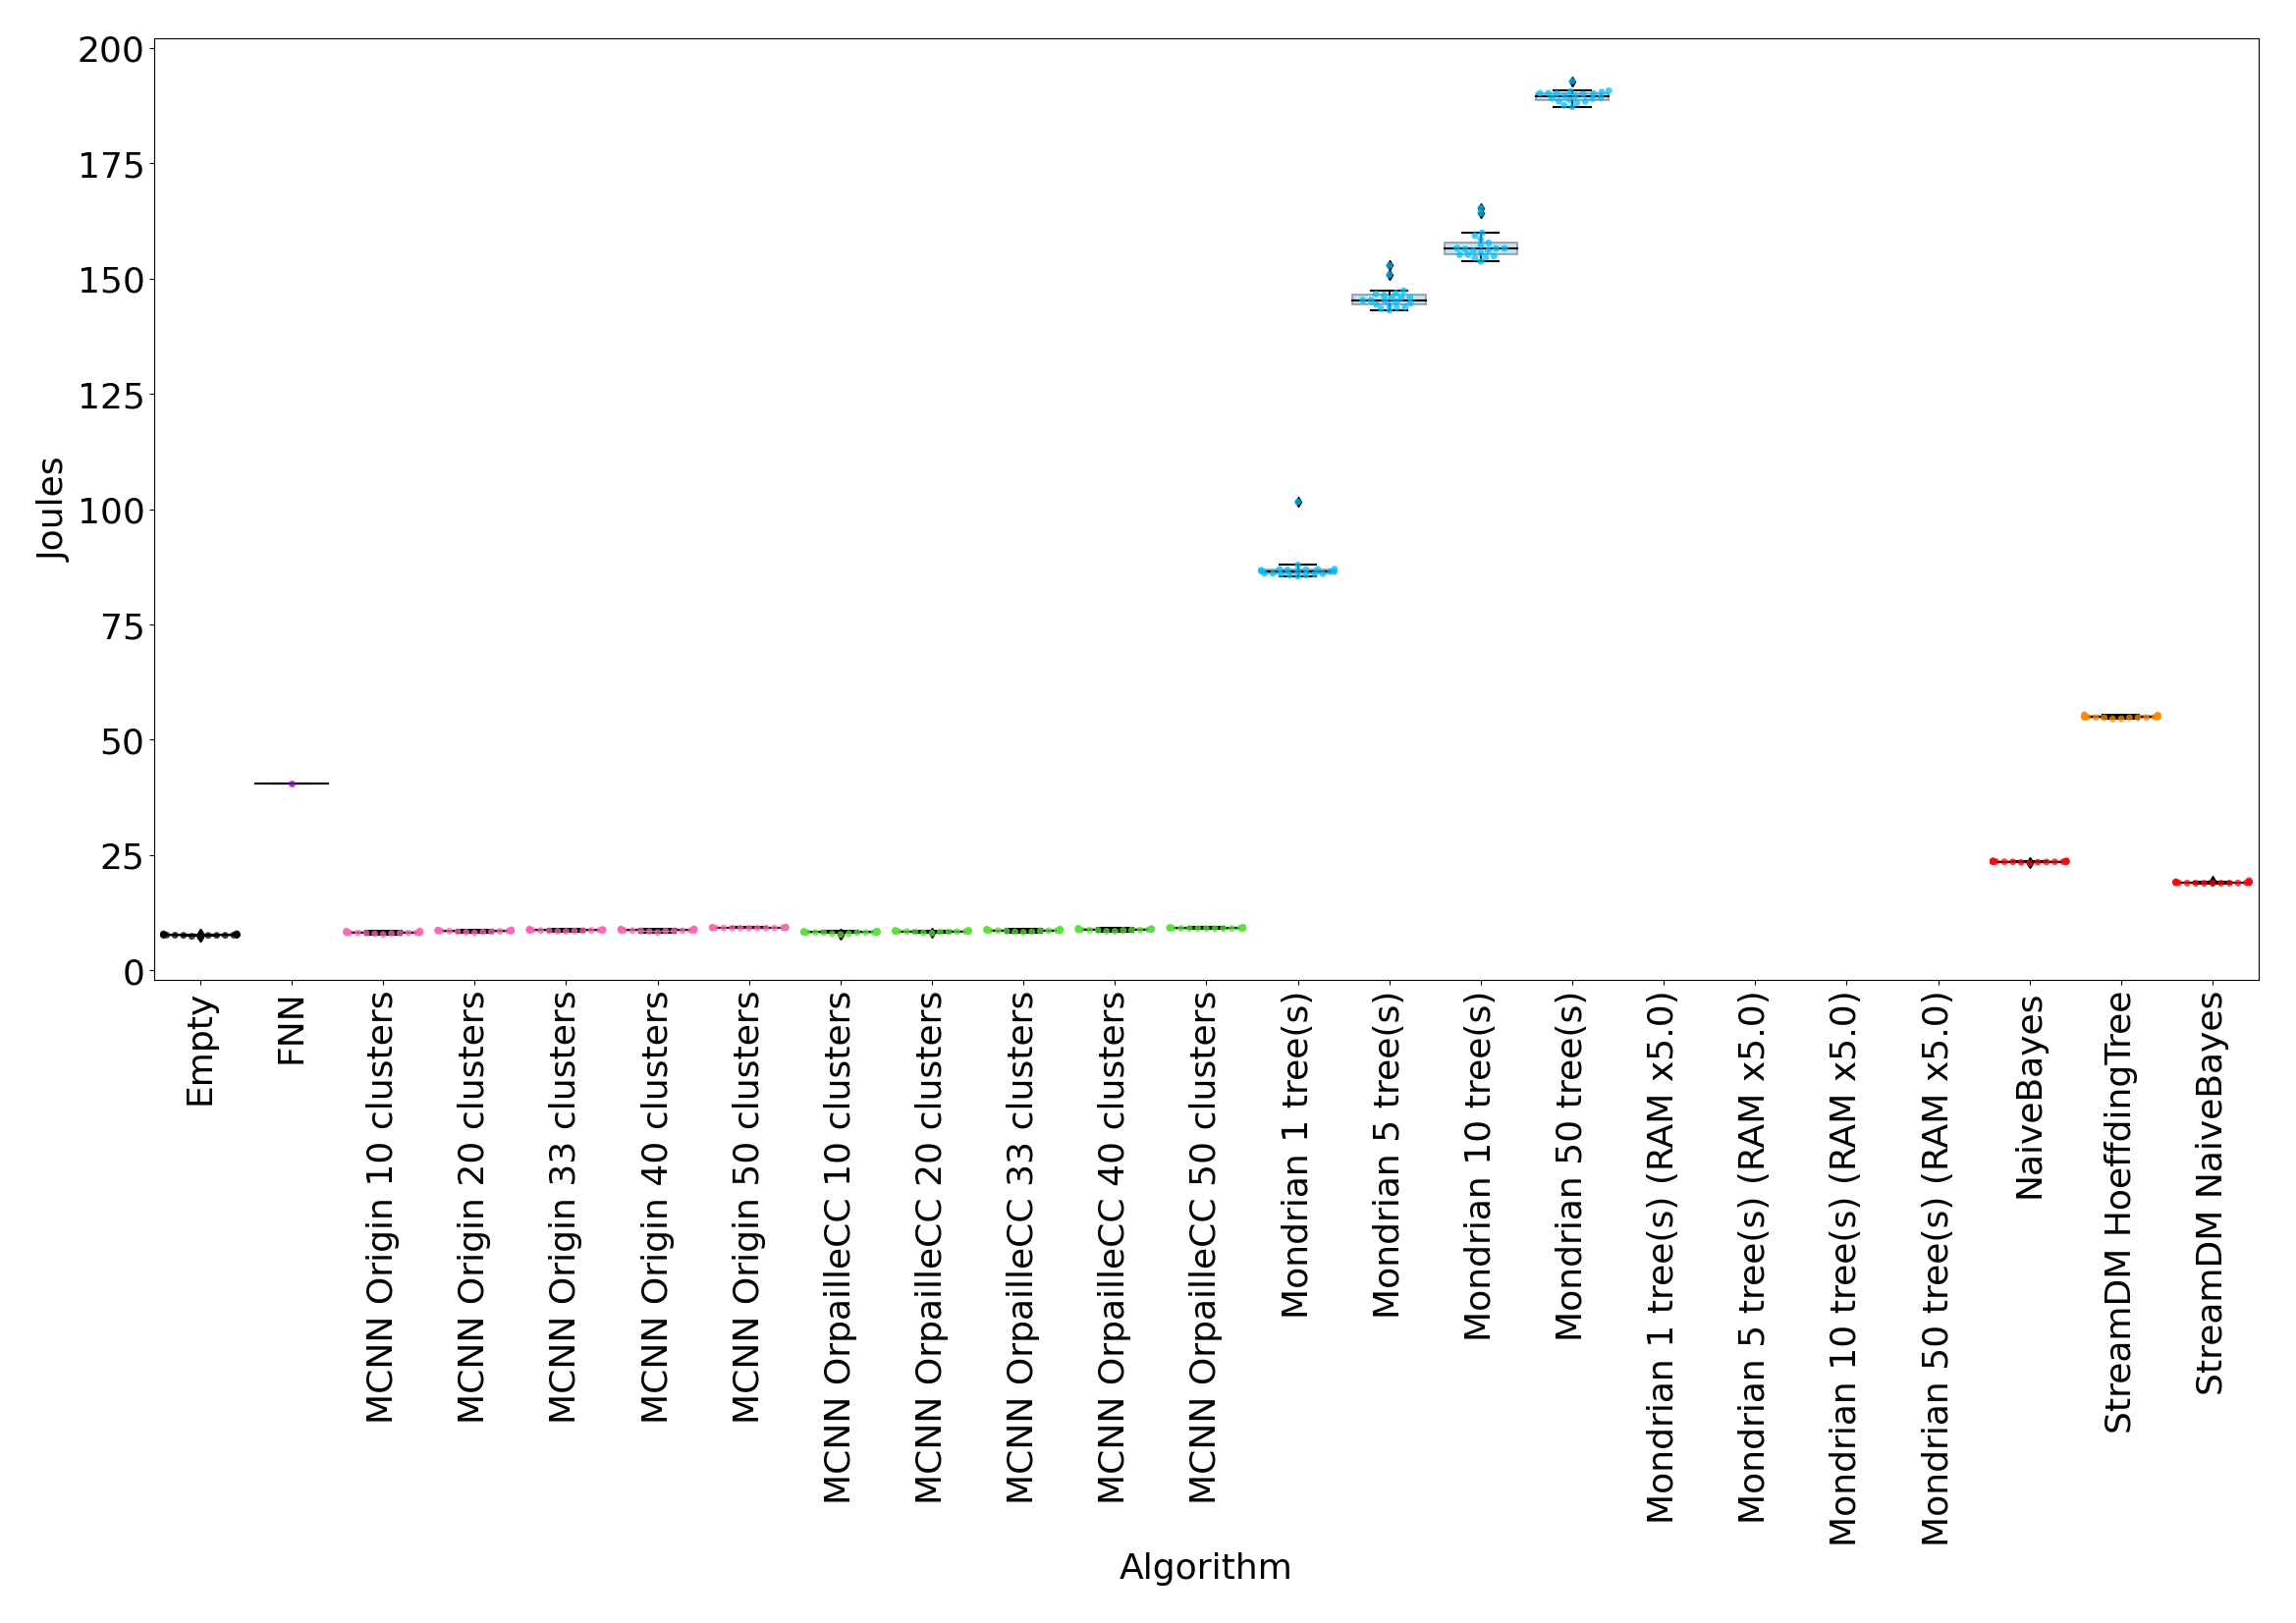 200
175
150
125
100
75
50
25
0
Joules
Empty
FNN
MCNN Origin 10 clusters
MCNN Origin 20 clusters
MCNN Origin 33 clusters
MCNN Origin 40 clusters
MCNN Origin 50 clusters
MCNN OrpailleCC 10 clusters
MCNN OrpailleCC 20 clusters
MCNN OrpailleCC 33 clusters
MCNN OrpailleCC 40 clusters
MCNN OrpailleCC 50 clusters
Mondrian 1 tree(s)
Mondrian 5 tree(s)
Mondrian 10 tree(s)
Mondrian 50 tree(s)
Mondrian 1 tree(s) (RAM x5.0)
Mondrian 5 tree(s) (RAM x5.0)
Mondrian 10 tree(s) (RAM x5.0)
Mondrian 50 tree(s) (RAM x5.0)
NaiveBayes
StreamDM HoeffdingTree
StreamDM NaiveBayes
Algorithm